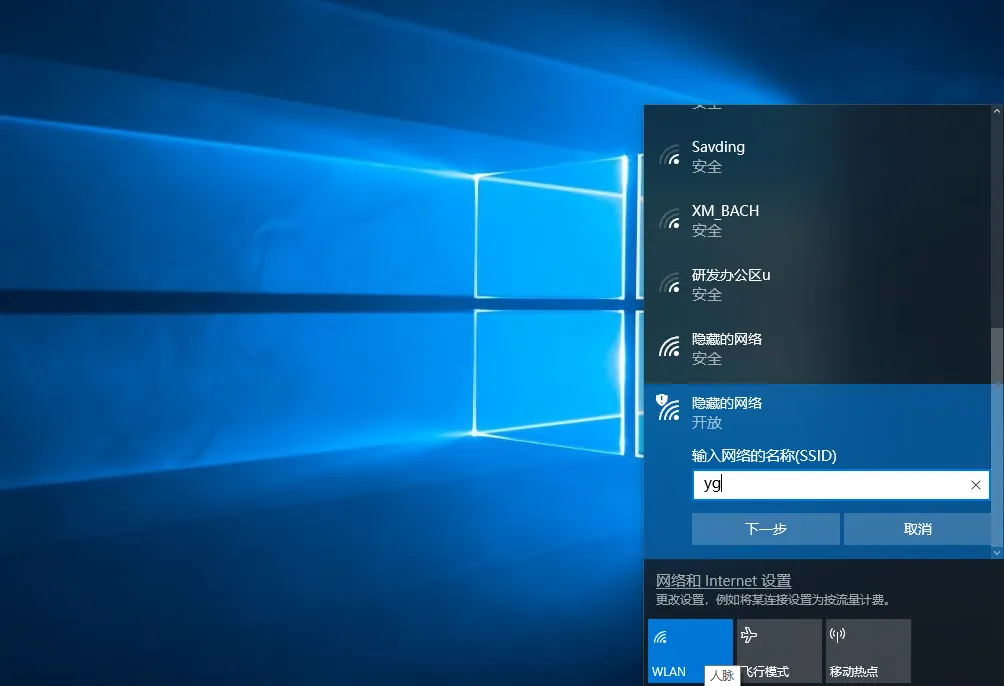 安全
Savding
安全
XM_BACH
安全
研发办公区u
安全
隐藏的网络
安全
隐藏的网络
开放
输入网络的名称(SSID)
yg
下一步 取消
网络和 Internet 设置
更改设置，例如将某连接设置为按流量计费。
WLAN 飞行模式 移动热点
人脉